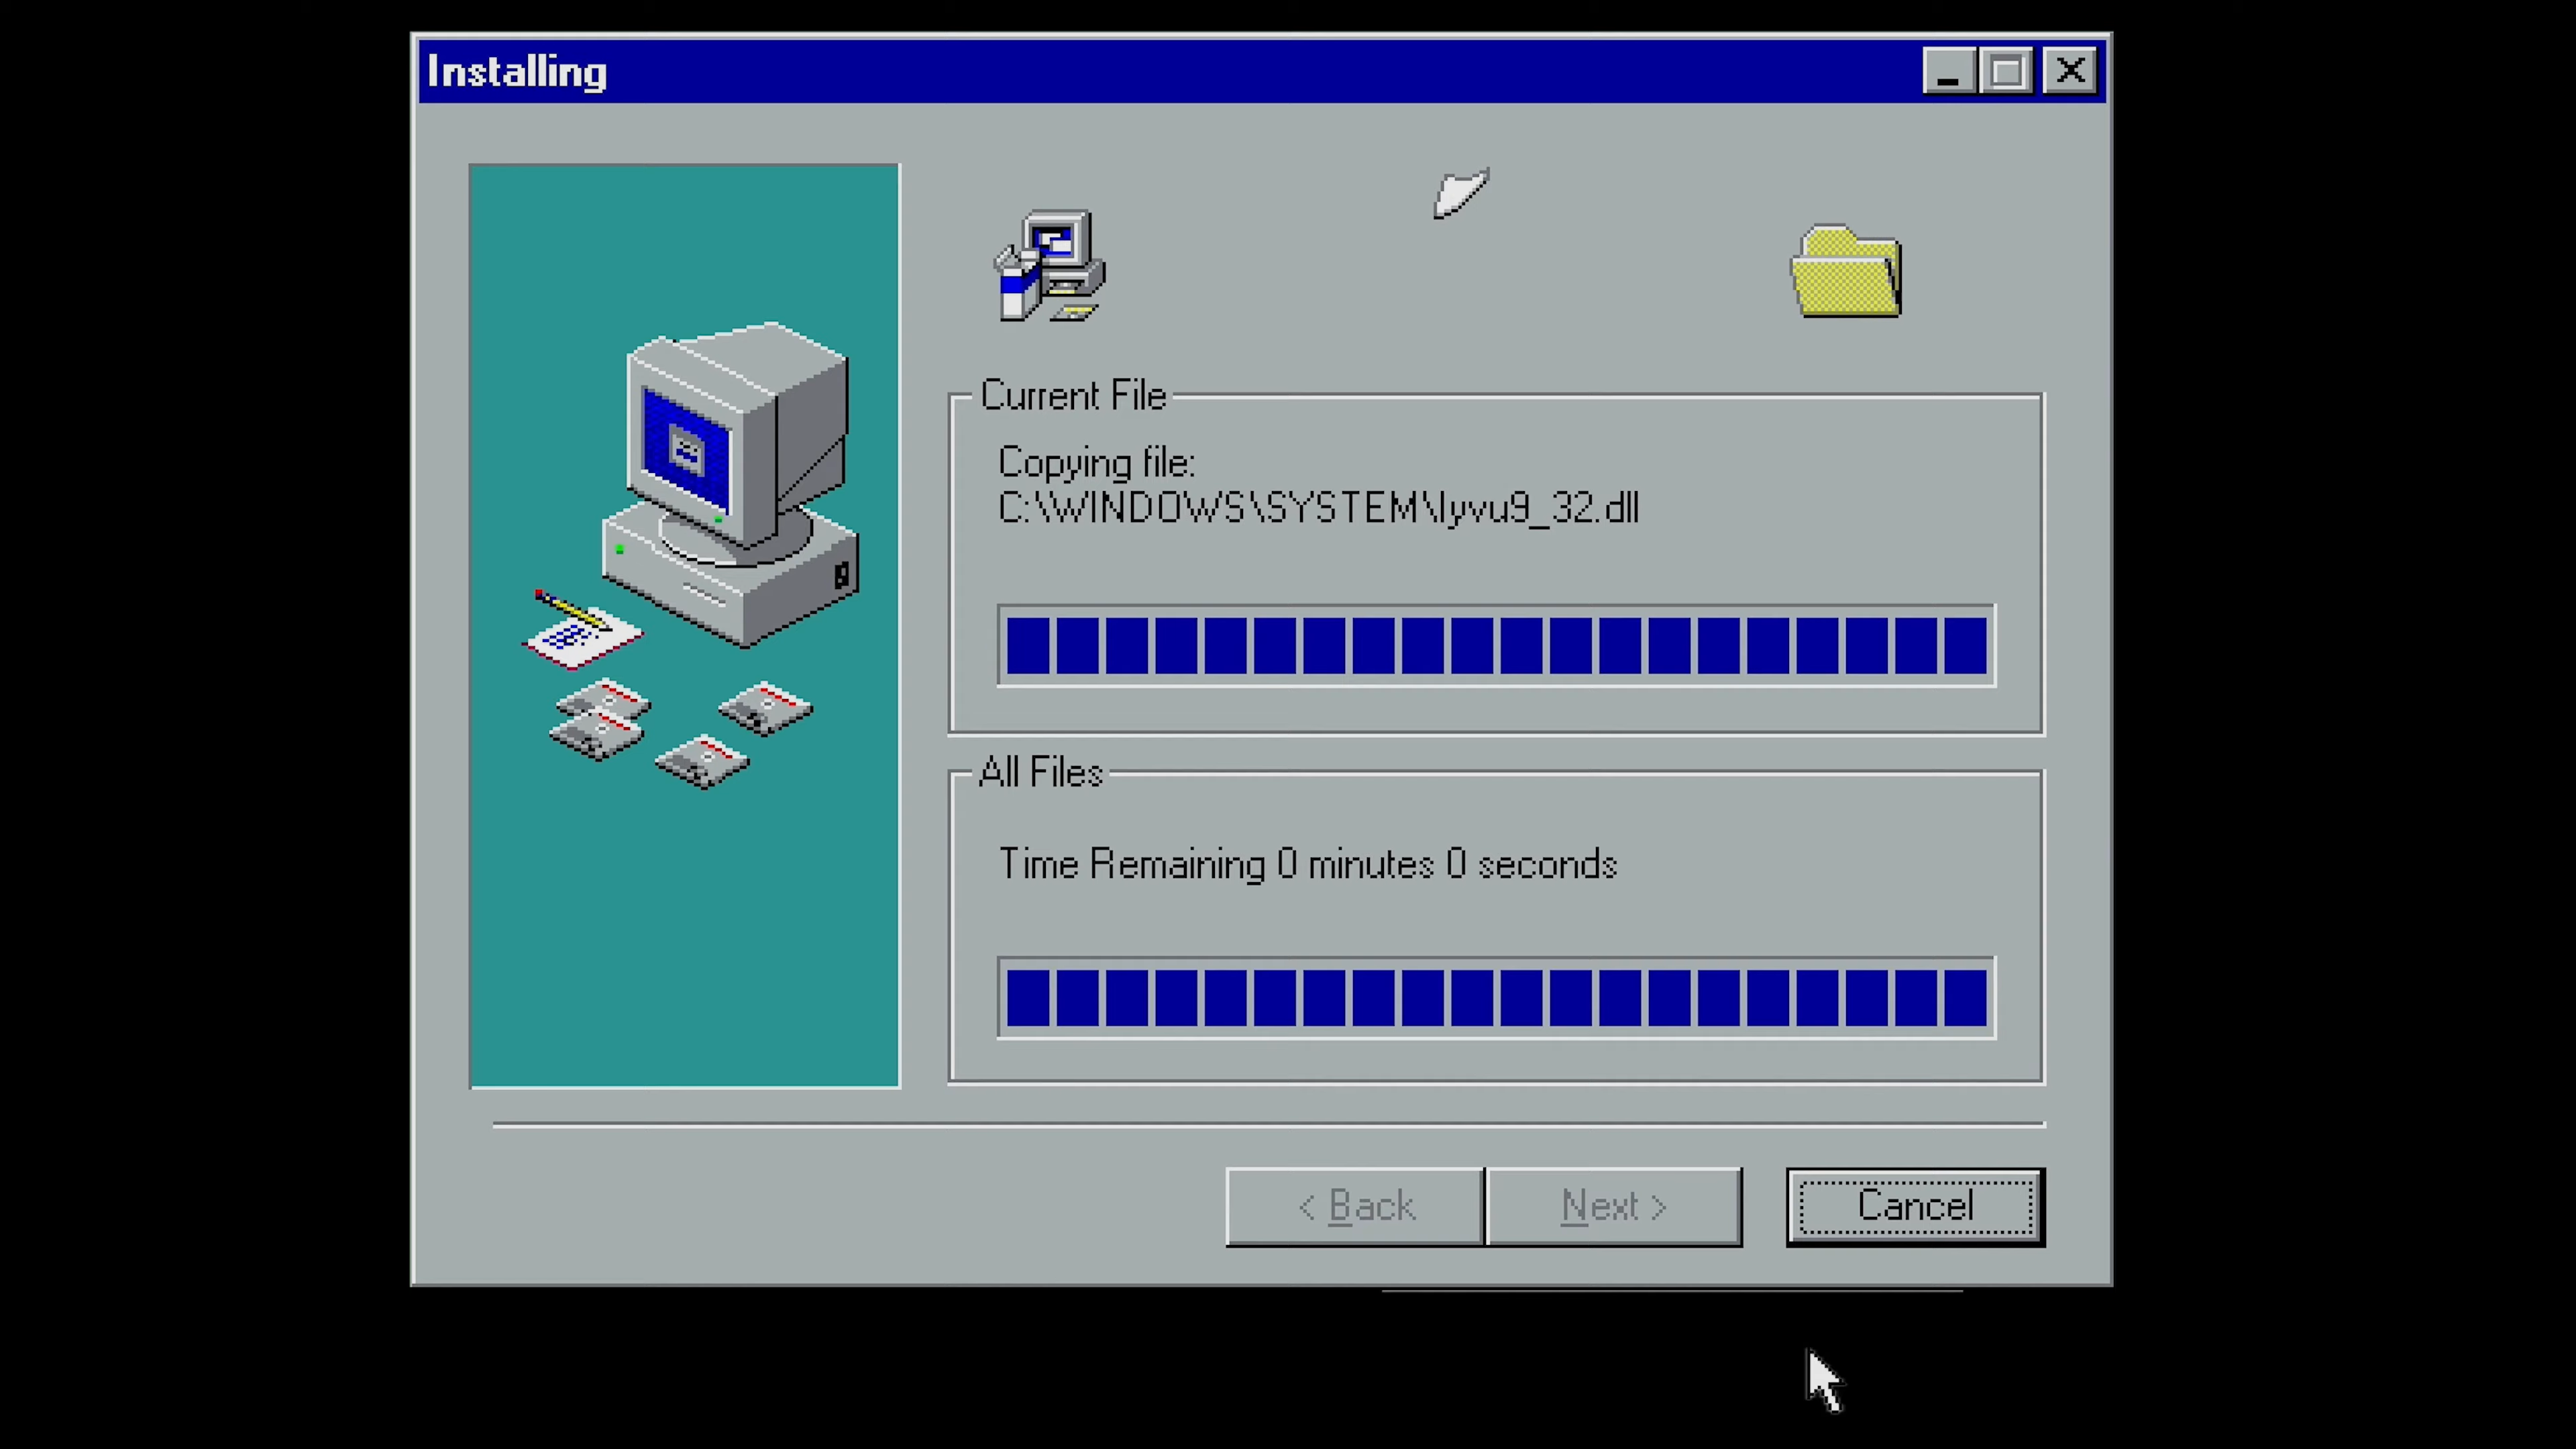 Installing
Current File
Copying file:
C:\WINDOWS\SYSTEM\lyvu9_32.dll
All Files
Time Remaining 0 minutes 0 seconds
< Back
Next >
Cancel